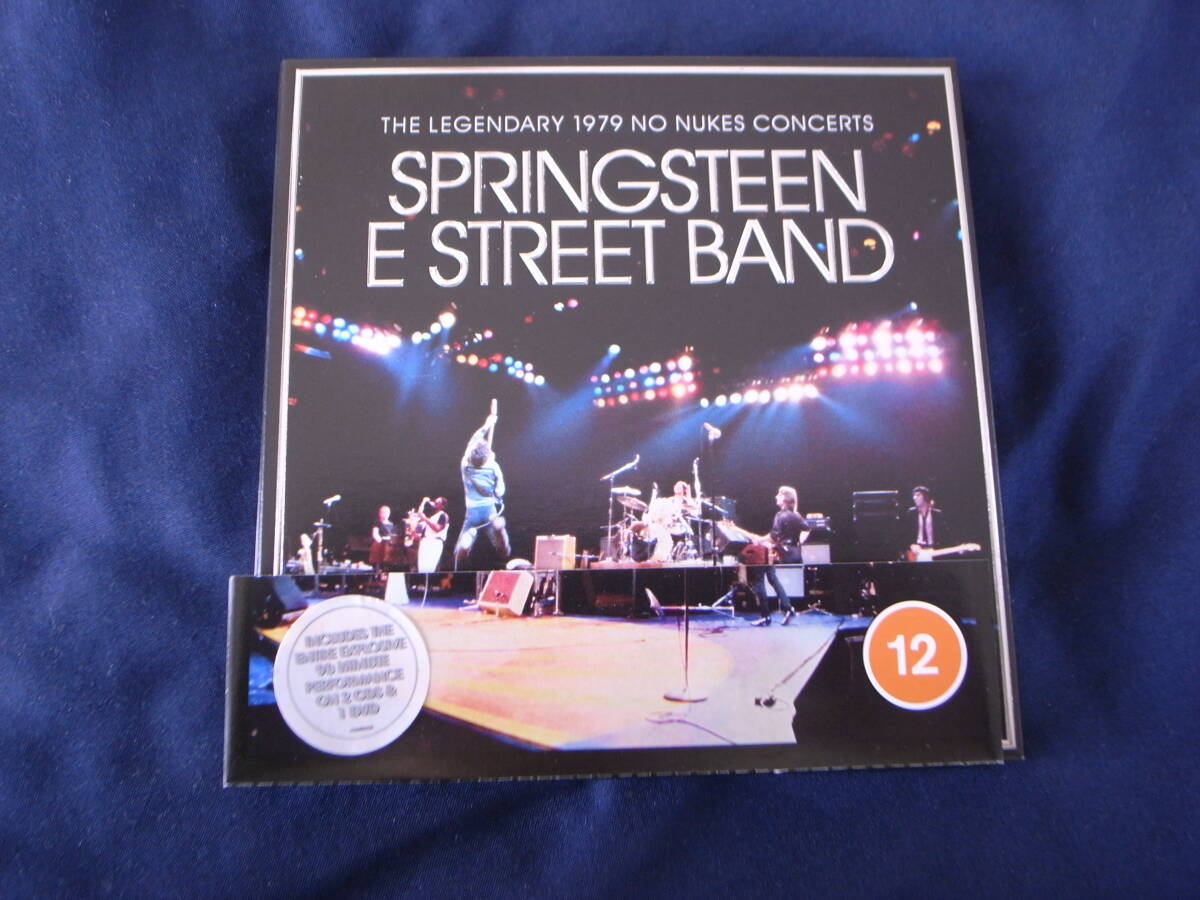 THE LEGENDARY 1979 NO NUKES CONCERTS
SPRINGSTEEN
E STREET BAND
INCLUDES THE
ENTIRE EXPLOSIVE
90 MINUTE
PERFORMANCE
ON 2 CDS &
1 DVD
12